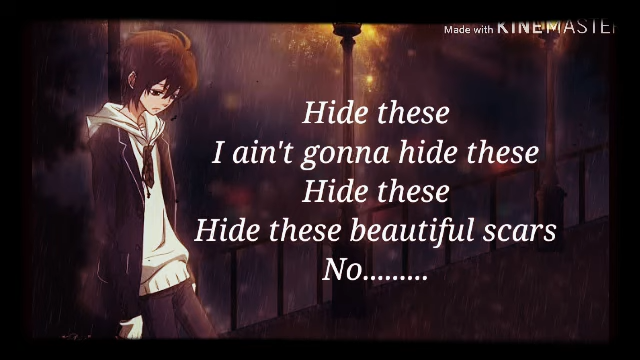 Made with KINEMASTER
Hide these
I ain't gonna hide these
Hide these
Hide these beautiful scars
No.........